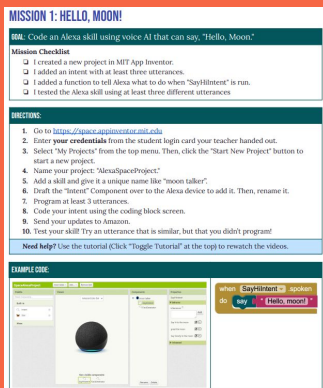 MISSION 1: HELLO, MOON!
GOAL: Code an Alexa skill using voice AI that can say, "Hello, Moon."
Mission Checklist
❑ I created a new project in MIT App Inventor.
❑ I added an intent with at least three utterances.
❑ I added a function to tell Alexa what to do when "SayHiIntent" is run.
❑ I tested the Alexa skill using at least three different utterances
DIRECTIONS:
1. Go to https://space.appinventor.mit.edu
2. Enter your credentials from the student login card your teacher handed out.
3. Select "My Projects" from the top menu. Then, click the "Start New Project" button to
start a new project.
4. Name your project: "AlexaSpaceProject."
5. Add a skill and give it a unique name like "moon talker".
6. Draft the "Intent" Component over to the Alexa device to add it. Then, rename it.
7. Program at least 3 utterances.
8. Code your intent using the coding block screen.
9. Send your updates to Amazon.
10. Test your skill! Try an utterance that is similar, but that you didn't program!
Need help? Use the tutorial (Click "Toggle Tutorial" at the top) to rewatch the videos.
EXAMPLE CODE:
when SayHiIntent spoken
do say " Hello, moon! "